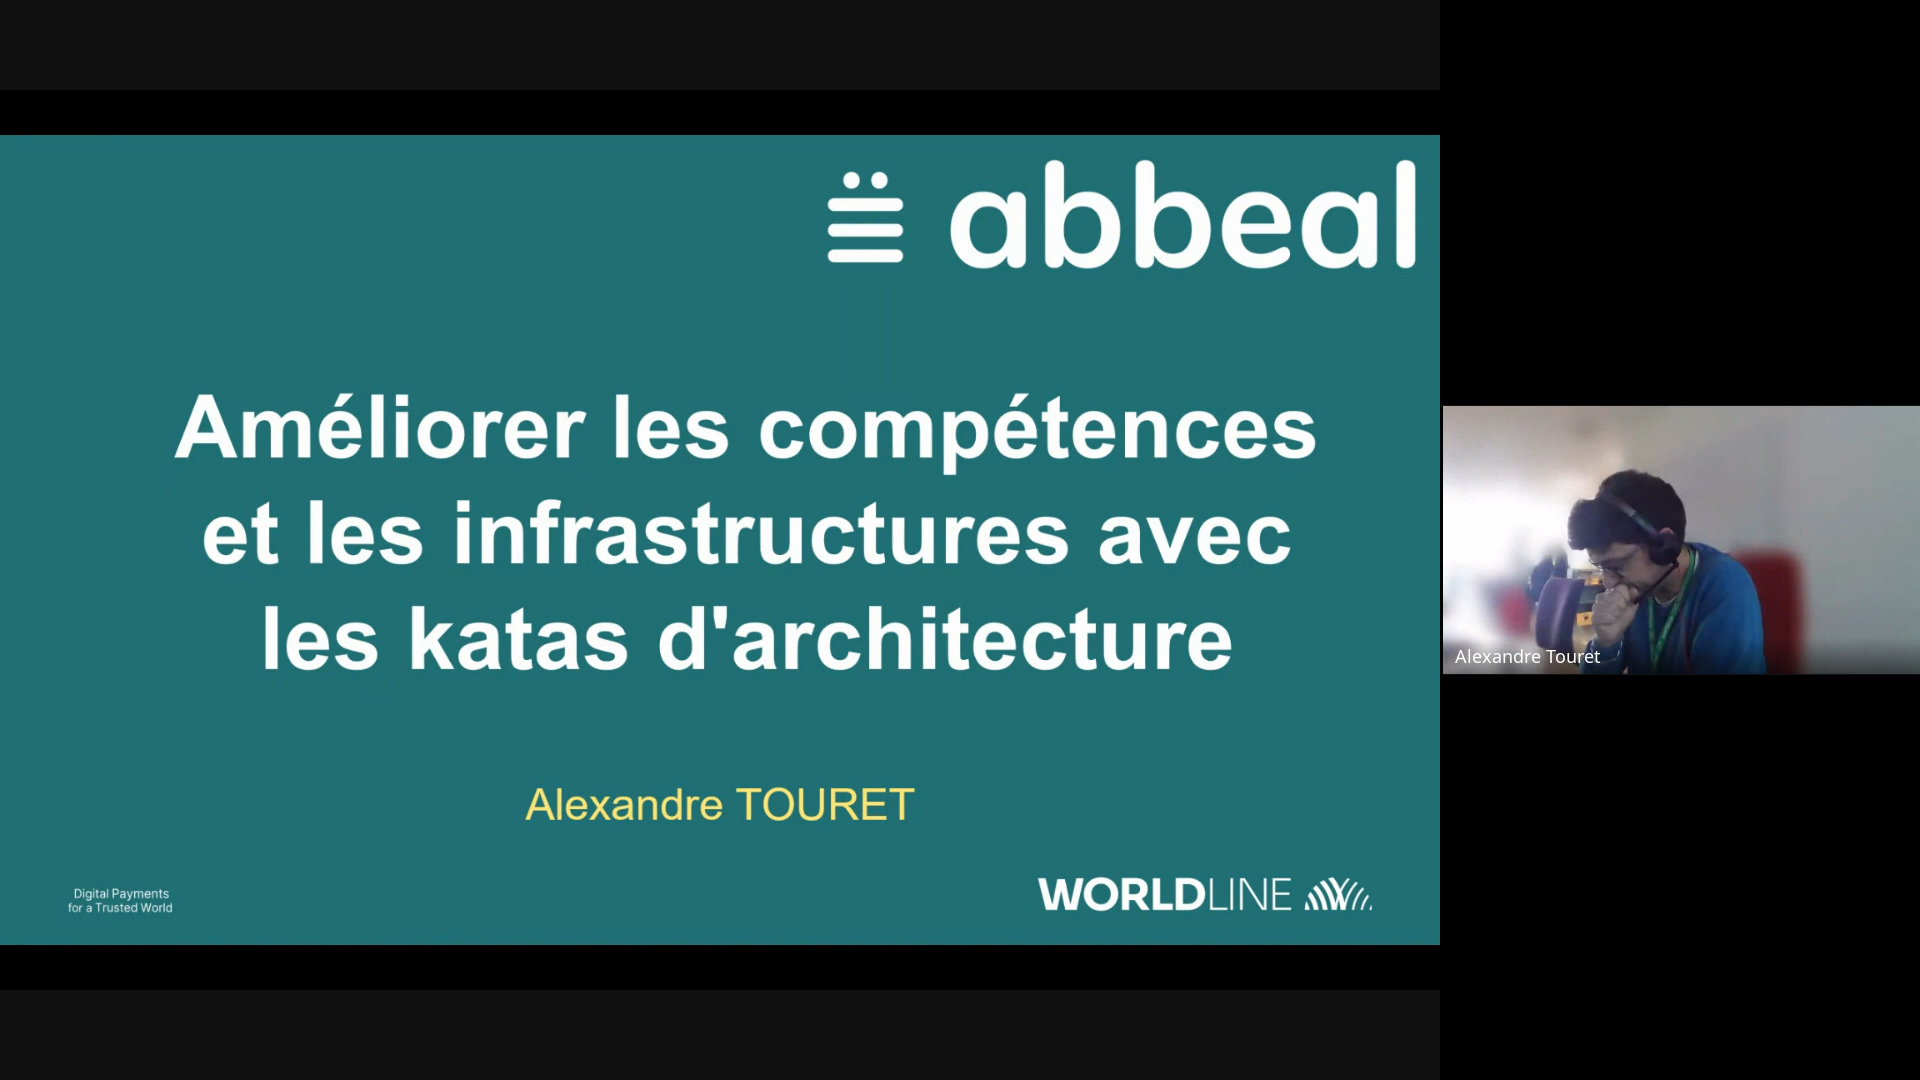 abbeal
Améliorer les compétences
et les infrastructures avec
les katas d'architecture
Alexandre TOURET
Digital Payments
for a Trusted World
WORLDLINE
Alexandre Touret